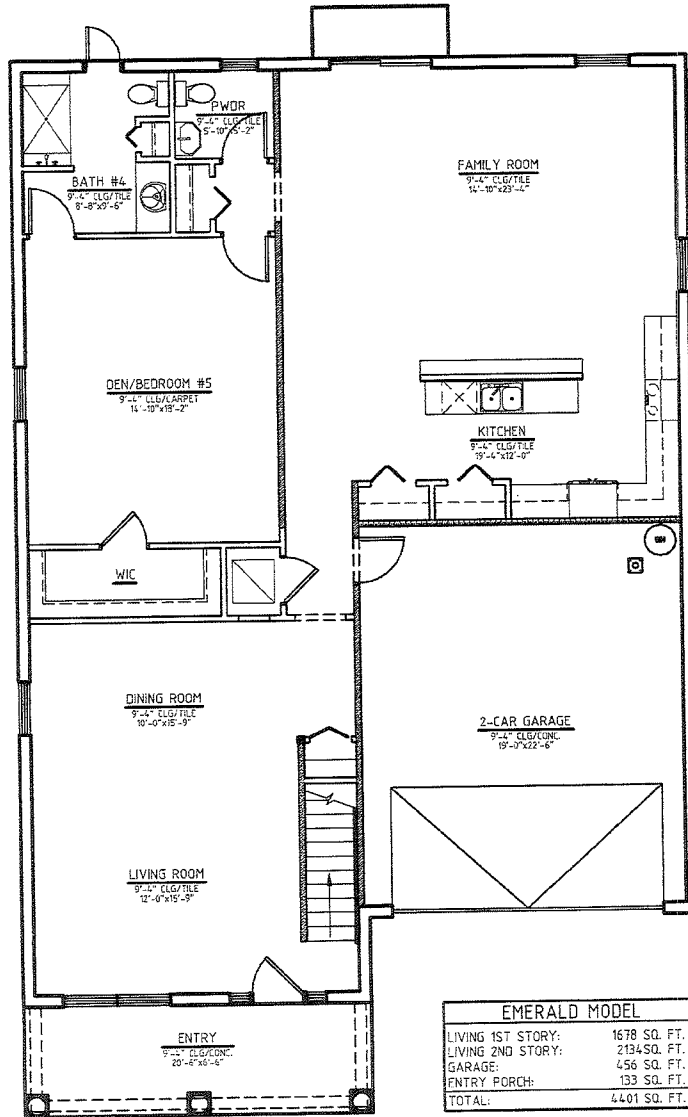 PWDR
9'-4" CLG/TILE
5'-10"x5'-2"
BATH #4
9'-4" CLG/TILE
8'-8"x9'-6"
FAMILY ROOM
9'-4" CLG/TILE
14'-10"x23'-4"
DEN/BEDROOM #5
9'-4" CLG/CARPET
14'-10"x18'-2"
KITCHEN
9'-4" CLG/TILE
19'-4"x12'-0"
WIC
WH
DINING ROOM
9'-4" CLG/TILE
10'-0"x15'-9"
2-CAR GARAGE
9'-4" CLG/CONC.
19'-0"x22'-6"
LIVING ROOM
9'-4" CLG/TILE
12'-0"x15'-9"
ENTRY
9'-4" CLG/CONC.
20'-6"x6'-6"
EMERALD MODEL
LIVING 1ST STORY: 1678 SQ. FT.
LIVING 2ND STORY: 2134SQ. FT.
GARAGE: 456 SQ. FT.
ENTRY PORCH: 133 SQ. FT.
TOTAL: 4401 SQ. FT.